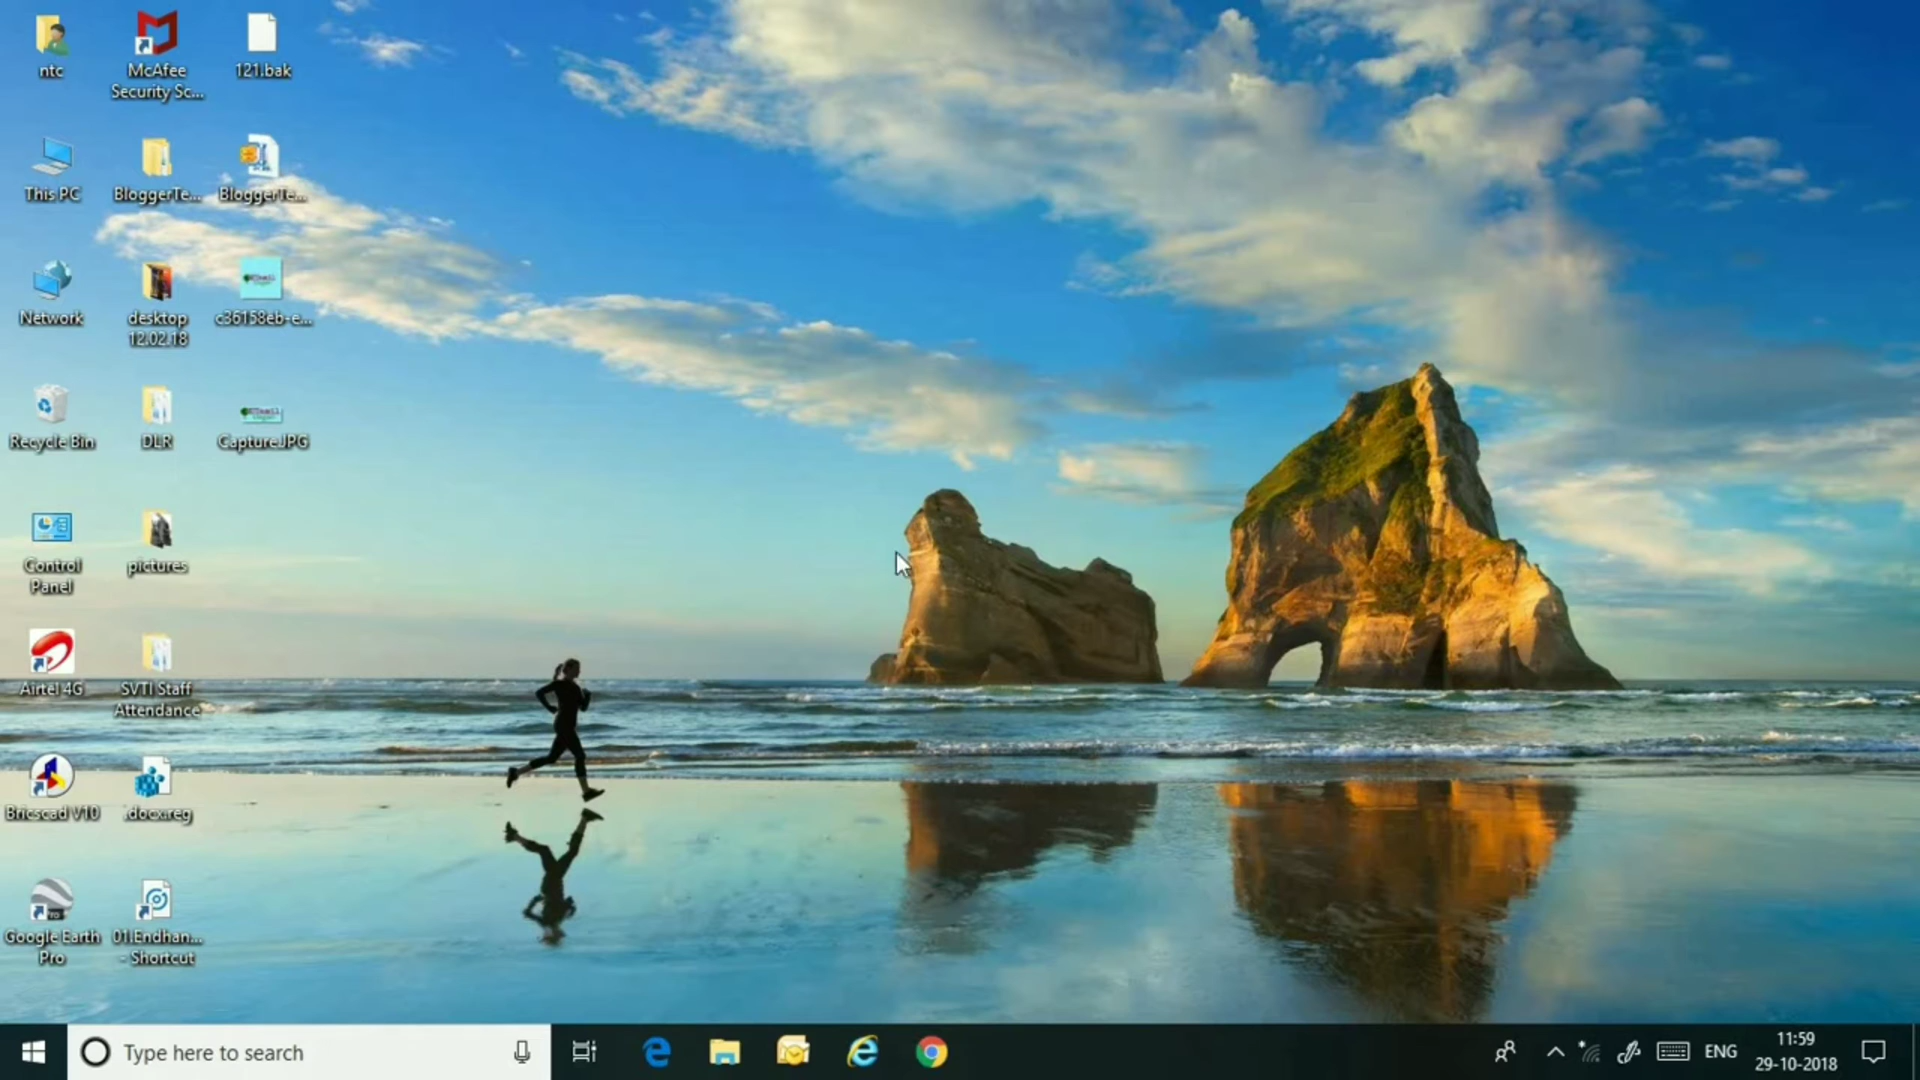 ntc
McAfee
Security Sc...
121.bak
This PC
BloggerTe...
BloggerTe...
Network
desktop
12.02.18
c36158eb-e...
Recycle Bin
DLR
Capture.JPG
Control
Panel
pictures
Airtel 4G
SVTI Staff
Attendance
Bricscad V10
.docx.reg
Google Earth
Pro
01.Endhan...
- Shortcut
Type here to search
ENG
11:59
29-10-2018